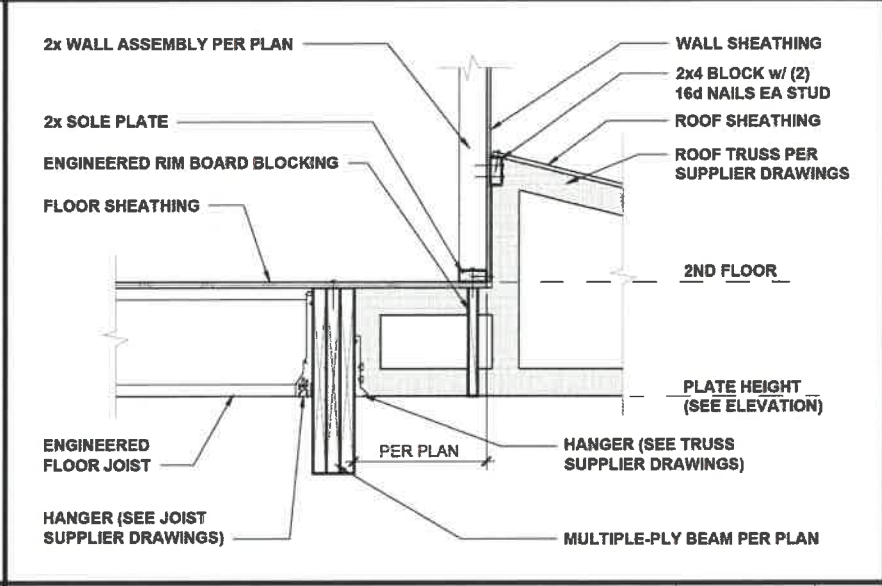 2x WALL ASSEMBLY PER PLAN
2x SOLE PLATE
ENGINEERED RIM BOARD BLOCKING
FLOOR SHEATHING
WALL SHEATHING
2x4 BLOCK w/ (2)
16d NAILS EA STUD
ROOF SHEATHING
ROOF TRUSS PER
SUPPLIER DRAWINGS
2ND FLOOR
PLATE HEIGHT
(SEE ELEVATION)
ENGINEERED
FLOOR JOIST
PER PLAN
HANGER (SEE TRUSS
SUPPLIER DRAWINGS)
HANGER (SEE JOIST
SUPPLIER DRAWINGS)
MULTIPLE-PLY BEAM PER PLAN